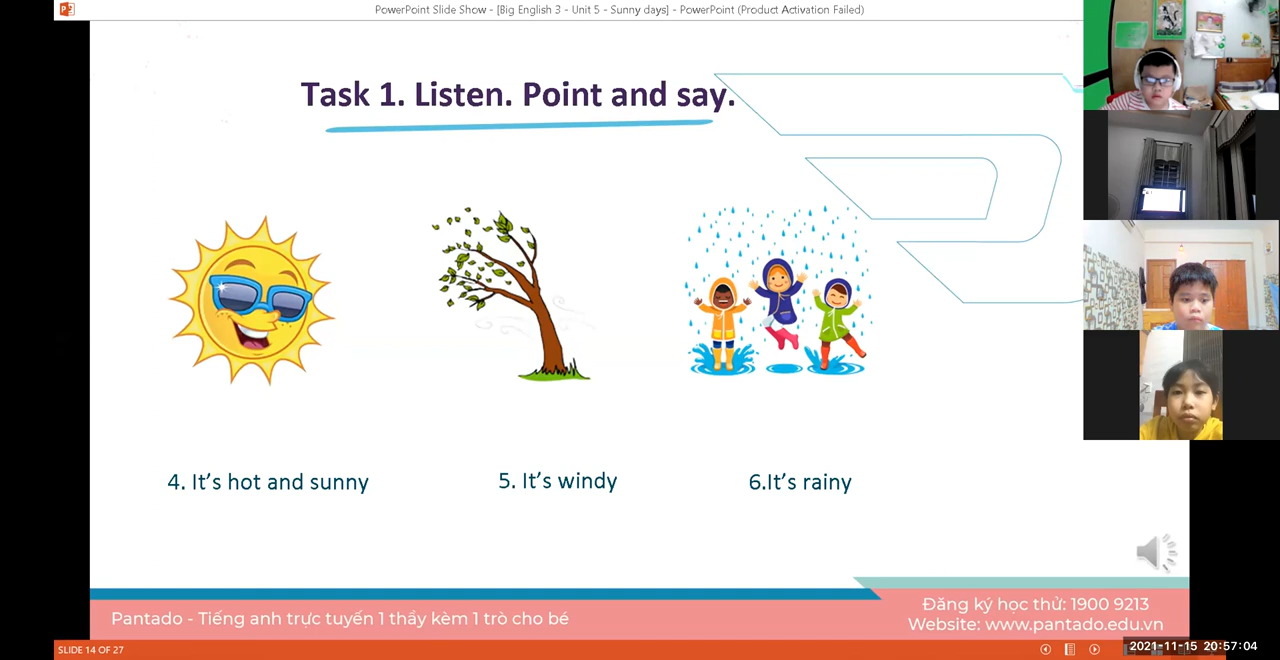 PowerPoint Slide Show - [Big English 3 - Unit 5 - Sunny days] - PowerPoint (Product Activation Failed)
Task 1. Listen. Point and say.
4. It's hot and sunny
5. It's windy
6.It's rainy
Pantado - Tiếng anh trực tuyến 1 thầy kèm 1 trò cho bé
Đăng ký học thử: 1900 9213
Website: www.pantado.edu.vn
SLIDE 14 OF 27
2021-11-15 20:57:04